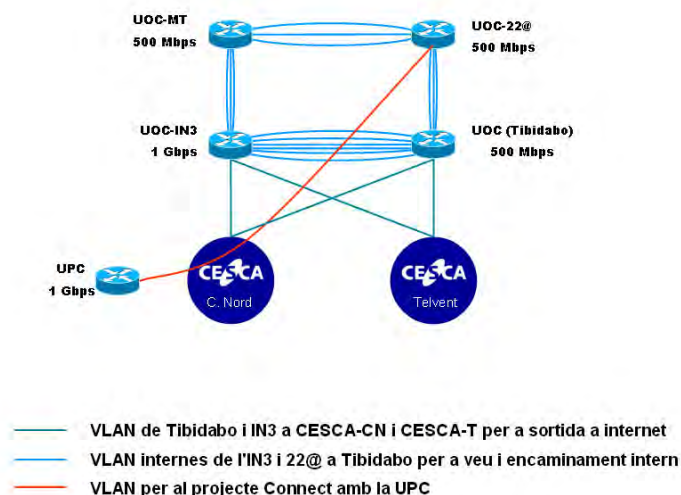 UOC-MT
500 Mbps
UOC-22@
500 Mbps
UOC-IN3
1 Gbps
UOC (Tibidabo)
500 Mbps
UPC
1 Gbps
CESCA
C. Nord
CESCA
Telvent
VLAN de Tibidabo i IN3 a CESCA-CN i CESCA-T per a sortida a internet
VLAN internes de l'IN3 i 22@ a Tibidabo per a veu i encaminament intern
VLAN per al projecte Connect amb la UPC